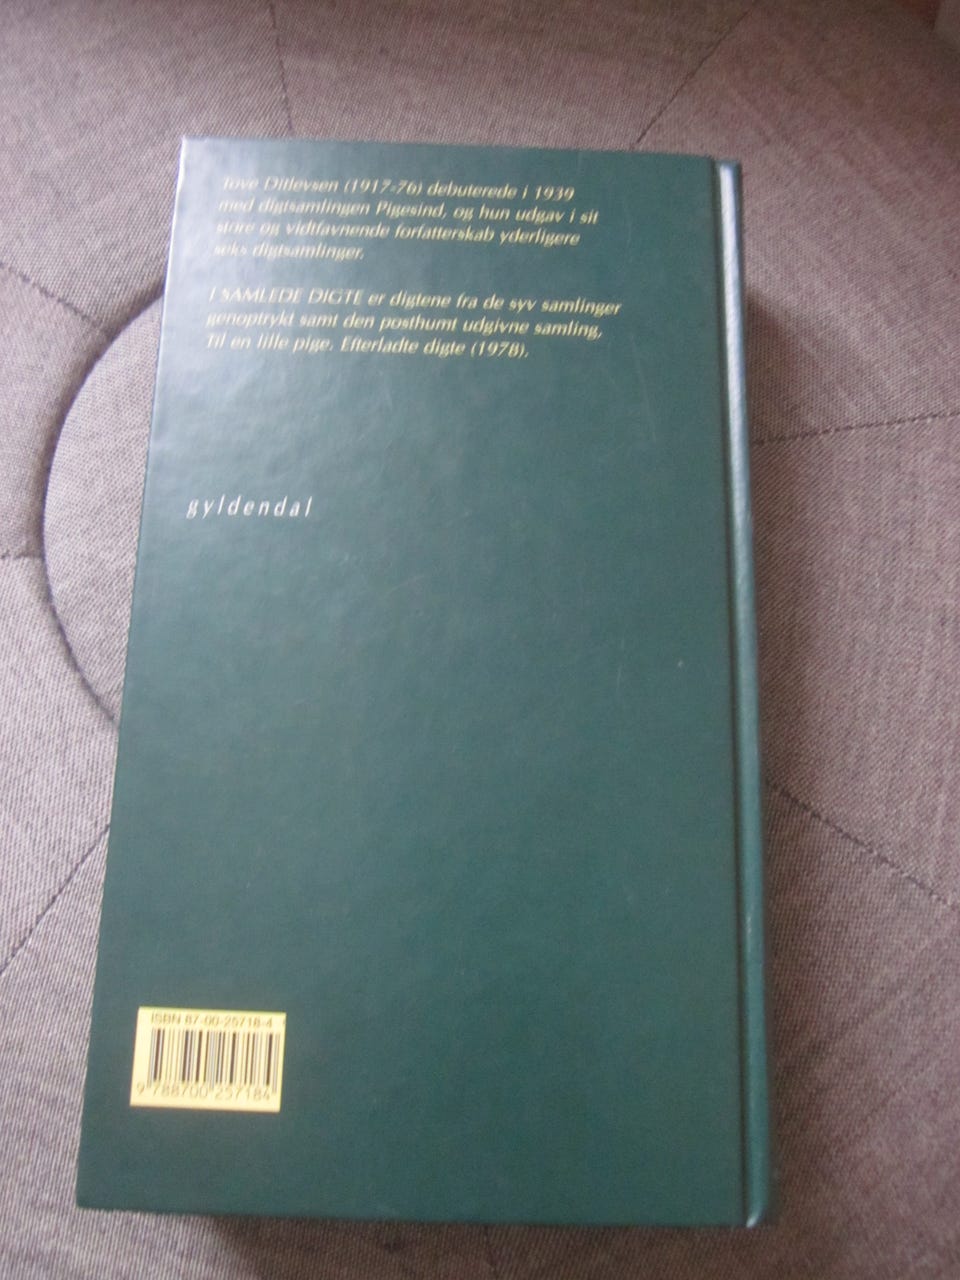 Tove Ditlevsen (1917-76) debuterede i 1939
med digtsamlingen Pigesind, og hun udgav i sit
store og vidtfavnende forfatterskab yderligere
seks digtsamlinger.
I SAMLEDE DIGTE er digtene fra de syv samlinger
genoptrykt samt den posthumt udgivne samling,
Til en lille pige. Efterladte digte (1978).
gyldendal
ISBN 87-00-25718-4
9 788700 257184